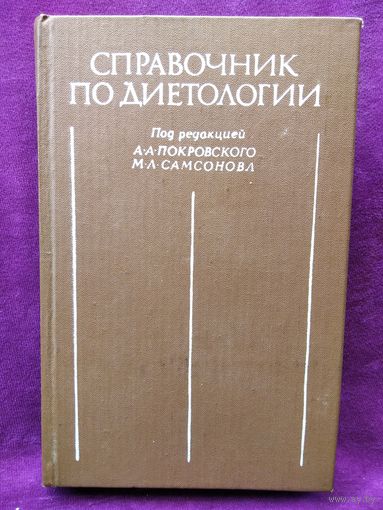 СПРАВОЧНИК
ПО ДИЕТОЛОГИИ
Под редакцией
А·А·ПОКРОВСКОГО
М·А·САМСОНОВА